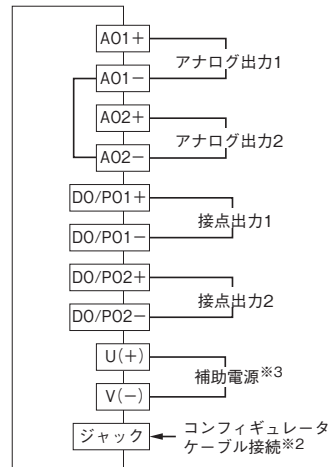 AO1+
アナログ出力1
AO1−
AO2+
アナログ出力2
AO2−
DO/PO1+
接点出力1
DO/PO1−
DO/PO2+
接点出力2
DO/PO2−
U(+)
補助電源※3
V(−)
ジャック
コンフィギュレータ
ケーブル接続※2